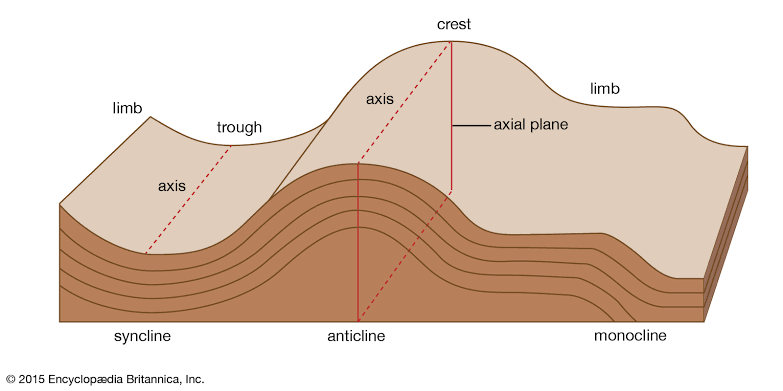 crest
limb
axis
limb
trough
axial plane
axis
syncline
anticline
monocline
© 2015 Encyclopædia Britannica, Inc.